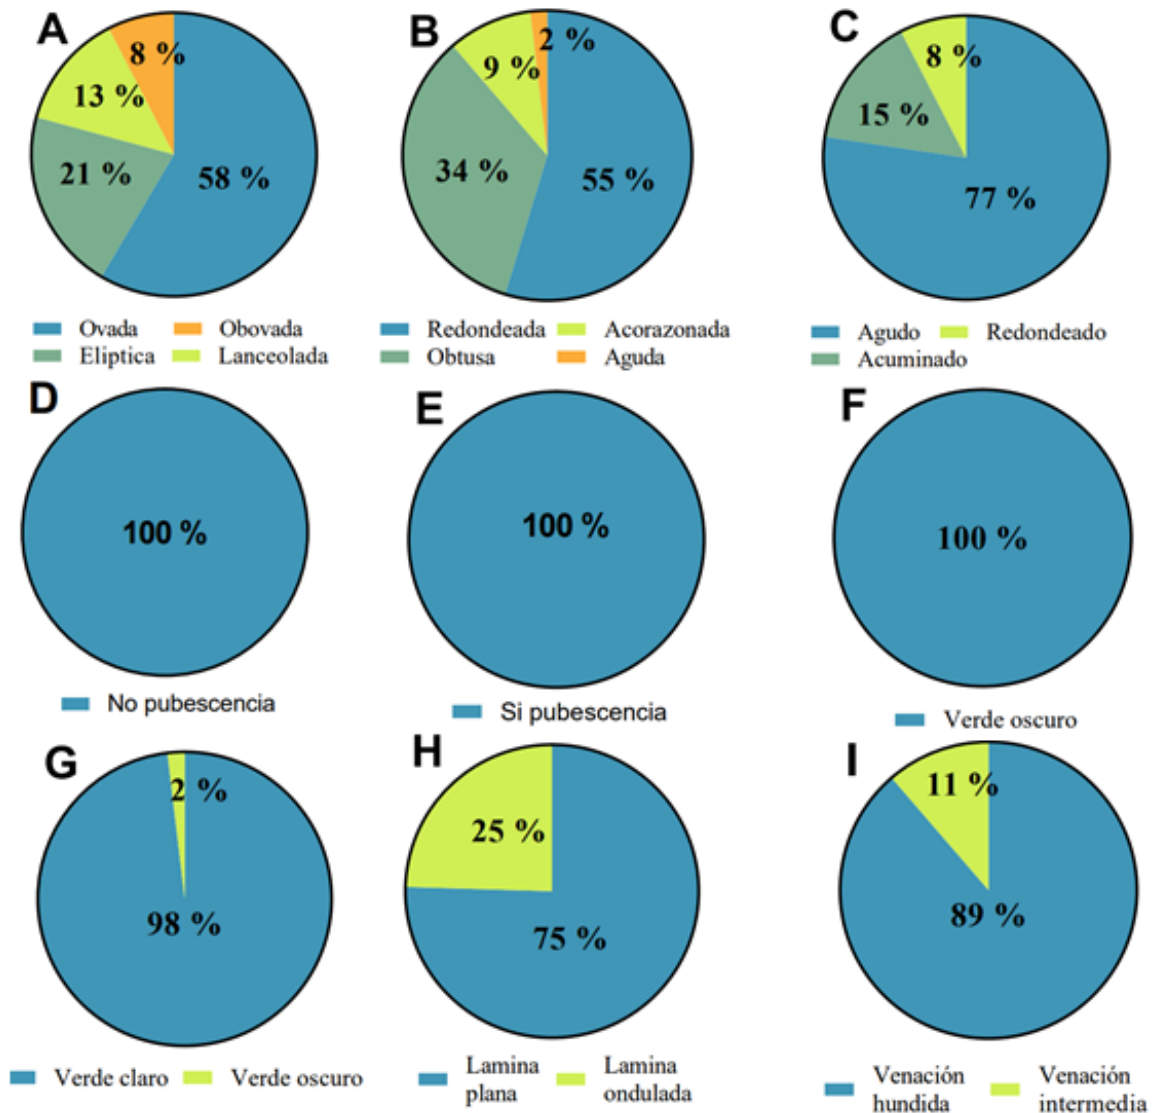 A
8 %
13 %
21 %
58 %
Ovada
Obovada
Eliptica
Lanceolada
B
2 %
9 %
34 %
55 %
Redondeada
Acorazonada
Obtusa
Aguda
C
8 %
15 %
77 %
Agudo
Redondeado
Acuminado
D
100 %
No pubescencia
E
100 %
Si pubescencia
F
100 %
Verde oscuro
G
2 %
98 %
Verde claro
Verde oscuro
H
25 %
75 %
Lamina
plana
Lamina
ondulada
I
11 %
89 %
Venación
hundida
Venación
intermedia